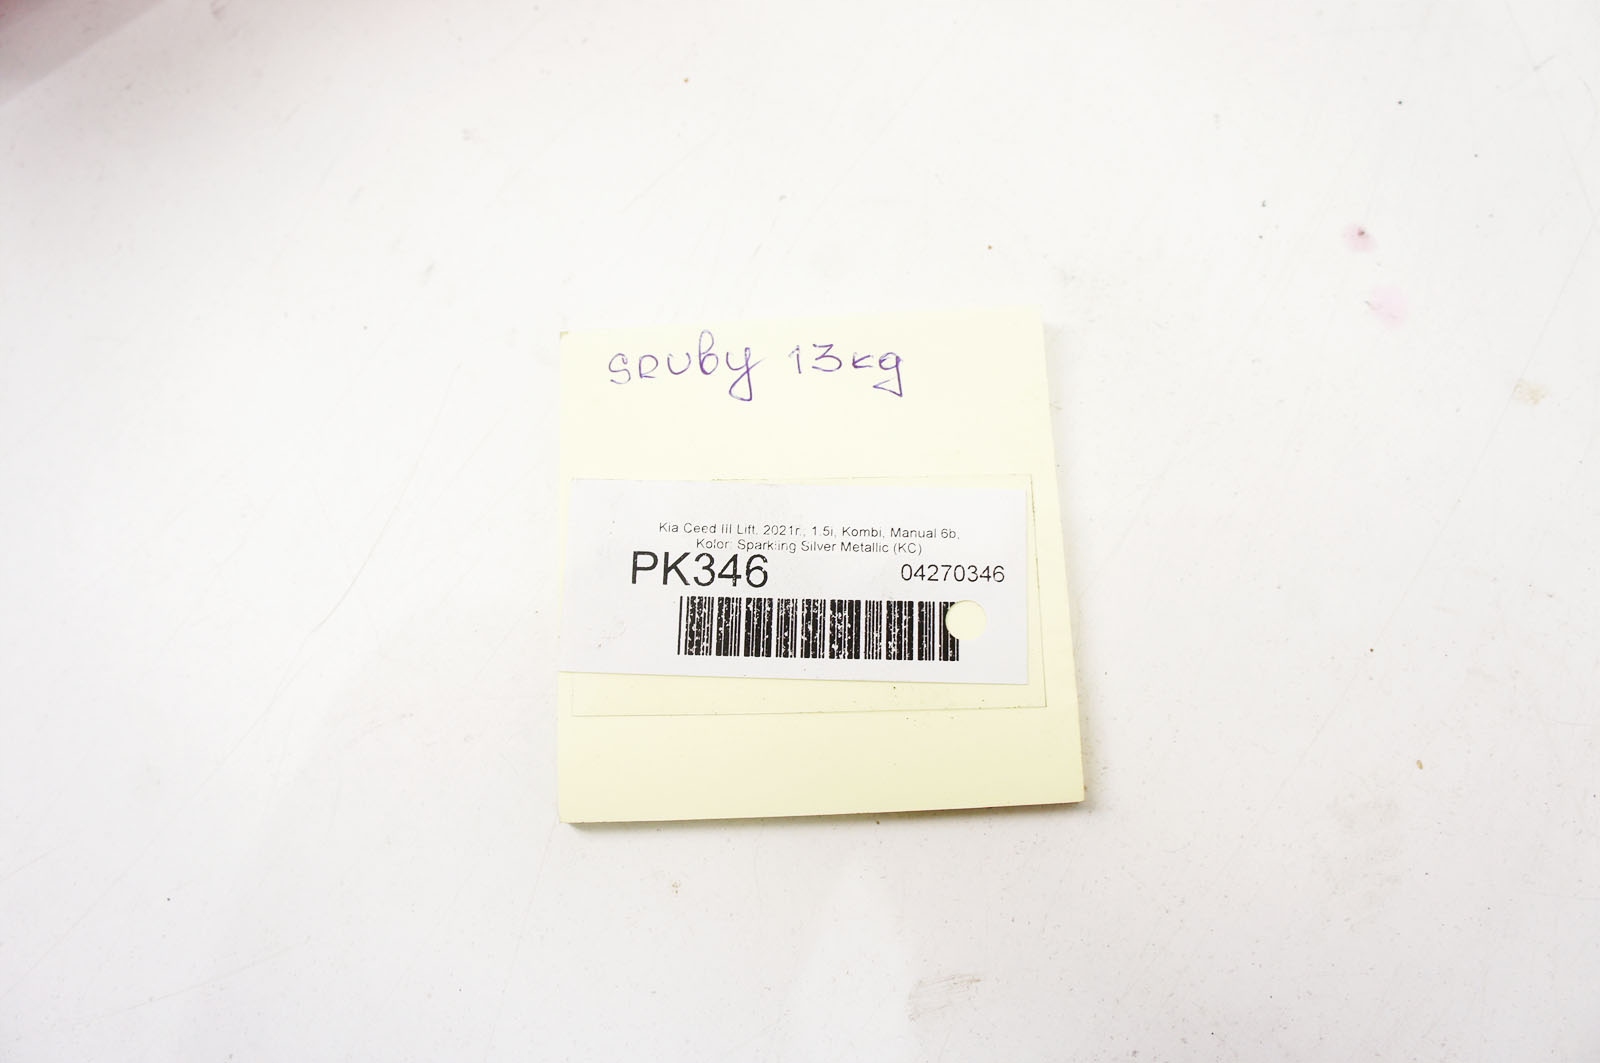 SRUby 13kg
Kia Ceed III Lift, 2021r., 1.5i, Kombi, Manual 6b,
Kolor: Sparkling Silver Metallic (KC)
PK346 04270346